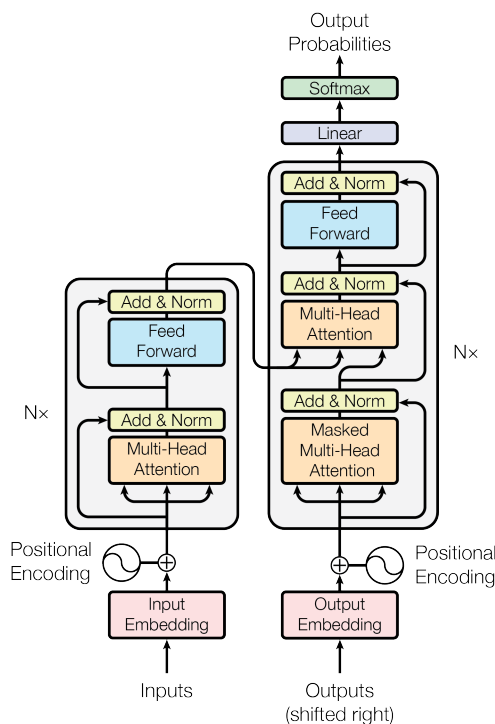 Output
Probabilities
Softmax
Linear
Add & Norm
Feed
Forward
Add & Norm
Multi-Head
Attention
Add & Norm
Masked
Multi-Head
Attention
N×
Add & Norm
Feed
Forward
Add & Norm
Multi-Head
Attention
N×
Positional
Encoding
Positional
Encoding
Input
Embedding
Output
Embedding
Inputs
Outputs
(shifted right)